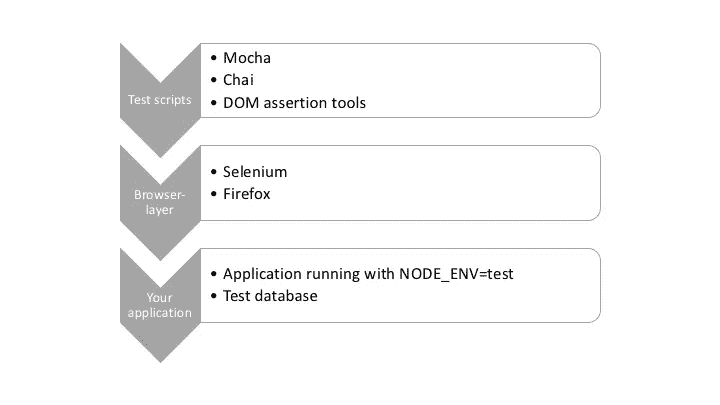 Test scripts
• Mocha
• Chai
• DOM assertion tools
Browser-
layer
• Selenium
• Firefox
Your
application
• Application running with NODE_ENV=test
• Test database